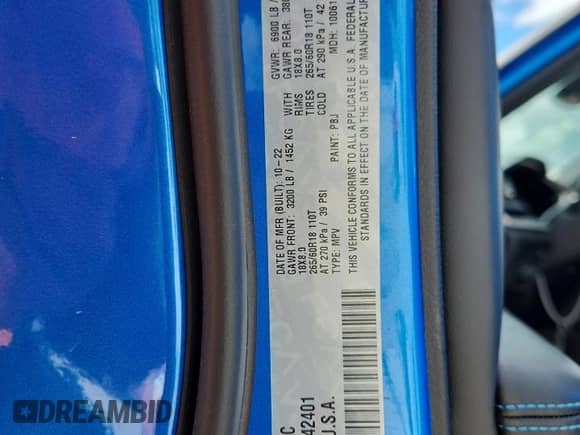 DATE OF MFR (BUILT): 10-22 GVWR: 6900 LB /
GAWR FRONT: 3200 LB / 1452 KG WITH GAWR REAR:
18X8.0 RIMS 18X8.0
265/60R18 110T TIRES 265/60R18 110T
AT 270 kPa / 39 PSI COLD AT 290 kPa / 42
TYPE: MPV PAINT: PBJ MDH: 10061
THIS VEHICLE CONFORMS TO ALL APPLICABLE U.S.A. FEDERAL
STANDARDS IN EFFECT ON THE DATE OF MANUFACTUR
C
42401
U.S.A.
DREAMBID